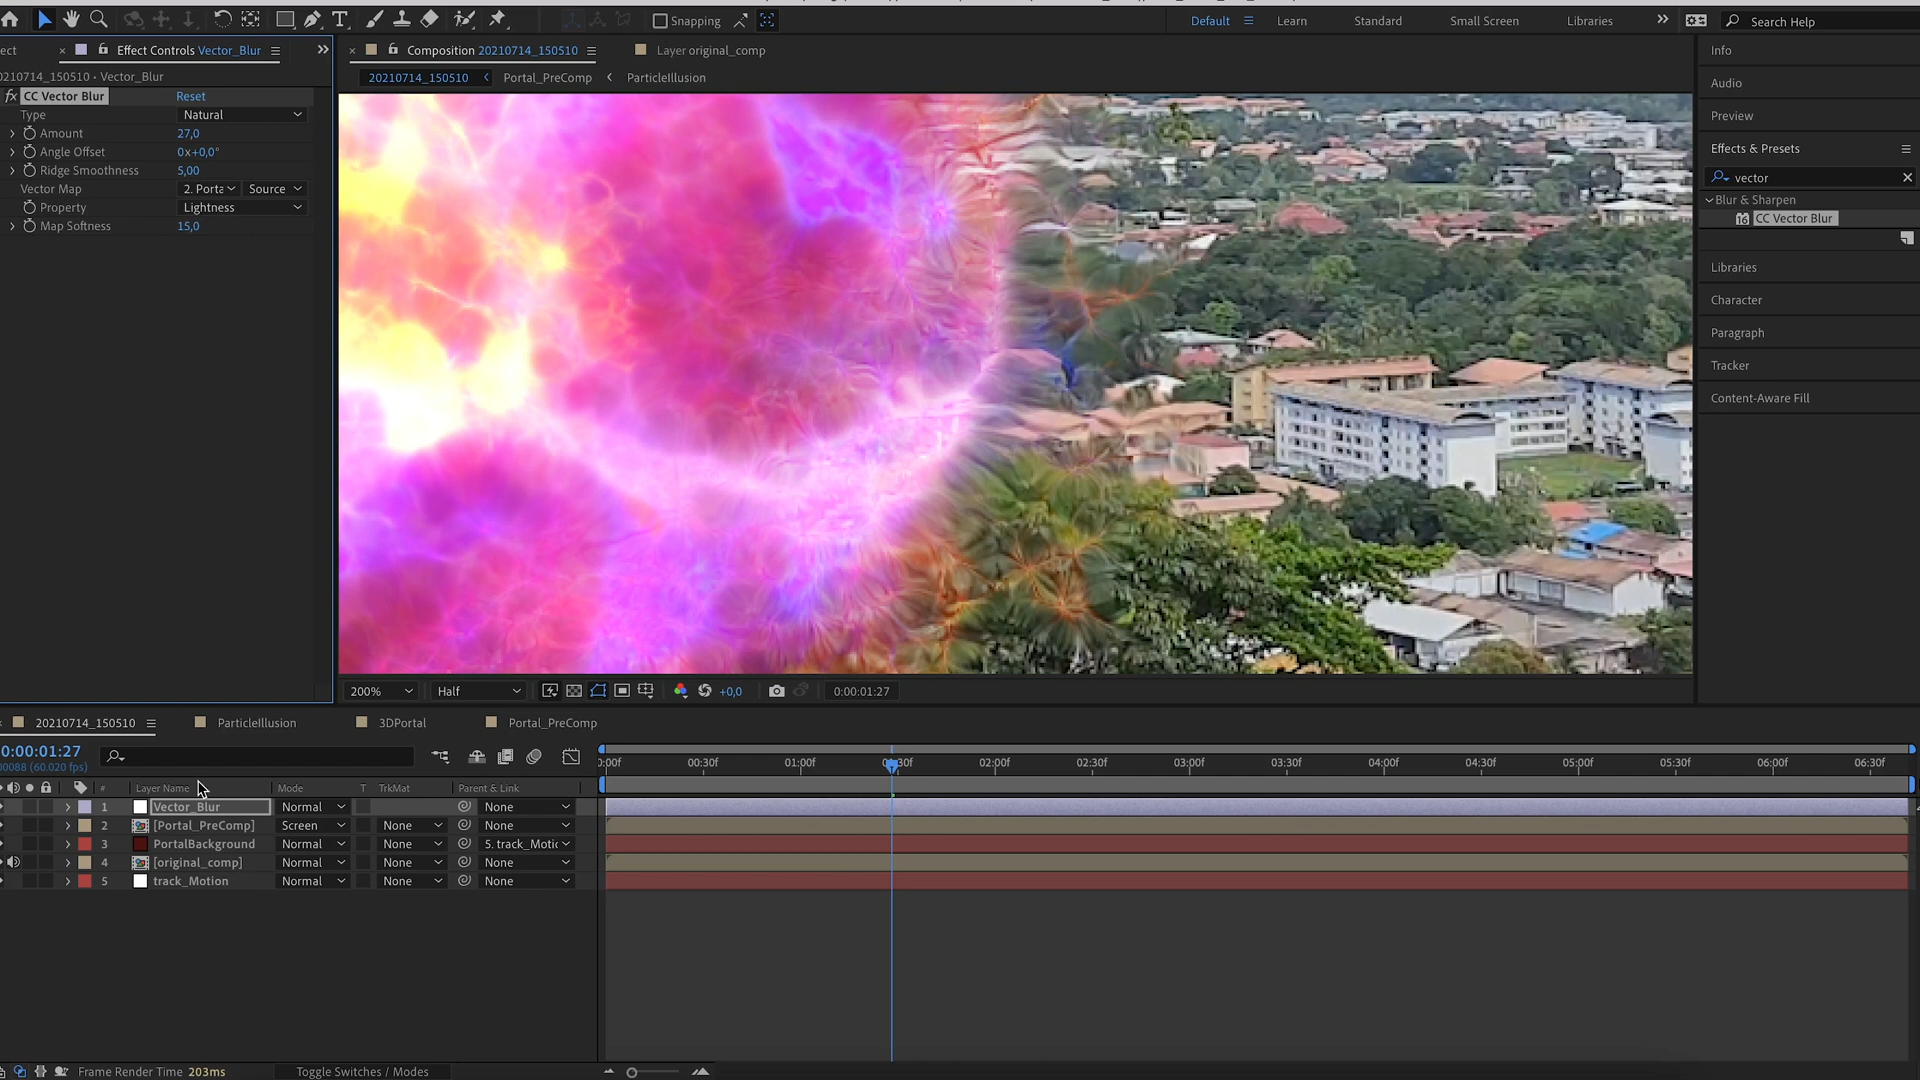 Snapping
Default
Learn
Standard
Small Screen
Libraries
Search Help
ect
Effect Controls Vector_Blur
Composition 20210714_150510
Layer original_comp
Info
0210714_150510 • Vector_Blur
20210714_150510
Portal_PreComp
ParticleIllusion
fx CC Vector Blur
Reset
Type
Natural
Amount
27,0
Angle Offset
0x+0,0°
Ridge Smoothness
5,00
Vector Map
2. Porta
Source
Property
Lightness
Map Softness
15,0
Audio
Preview
Effects & Presets
vector
Blur & Sharpen
16 CC Vector Blur
Libraries
Character
Paragraph
Tracker
Content-Aware Fill
200%
Half
+0,0
0:00:01:27
20210714_150510
ParticleIllusion
3DPortal
Portal_PreComp
0:00:01:27
00088 (60.020 fps)
0:00f
00:30f
01:00f
30f
02:00f
02:30f
03:00f
03:30f
04:00f
04:30f
05:00f
05:30f
06:00f
06:30f
#
Layer Name
Mode
T
TrkMat
Parent & Link
1
Vector_Blur
Normal
None
2
[Portal_PreComp]
Screen
None
None
3
PortalBackground
Normal
None
5. track_Motic
4
[original_comp]
Normal
None
None
5
track_Motion
Normal
None
None
Frame Render Time 203ms
Toggle Switches / Modes